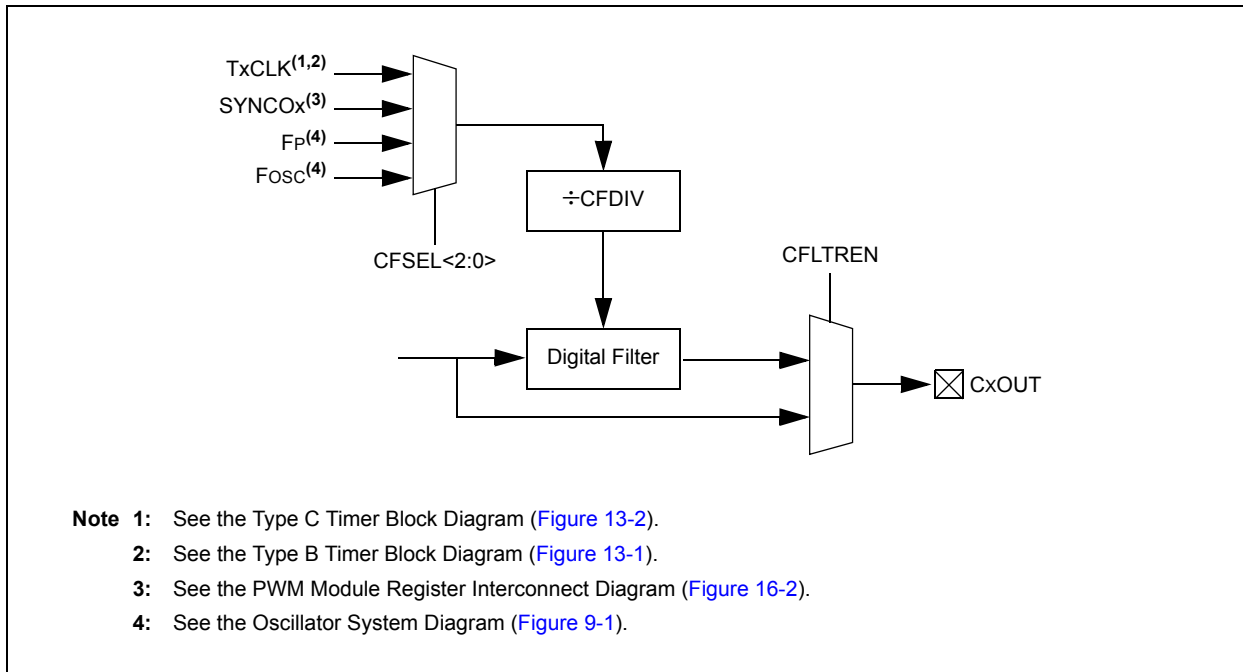 TxCLK(1,2)
SYNCOx(3)
FP(4)
FOSC(4)
÷CFDIV
CFSEL<2:0>
CFLTREN
Digital Filter
CxOUT
Note 1: See the Type C Timer Block Diagram (Figure 13-2).
2: See the Type B Timer Block Diagram (Figure 13-1).
3: See the PWM Module Register Interconnect Diagram (Figure 16-2).
4: See the Oscillator System Diagram (Figure 9-1).